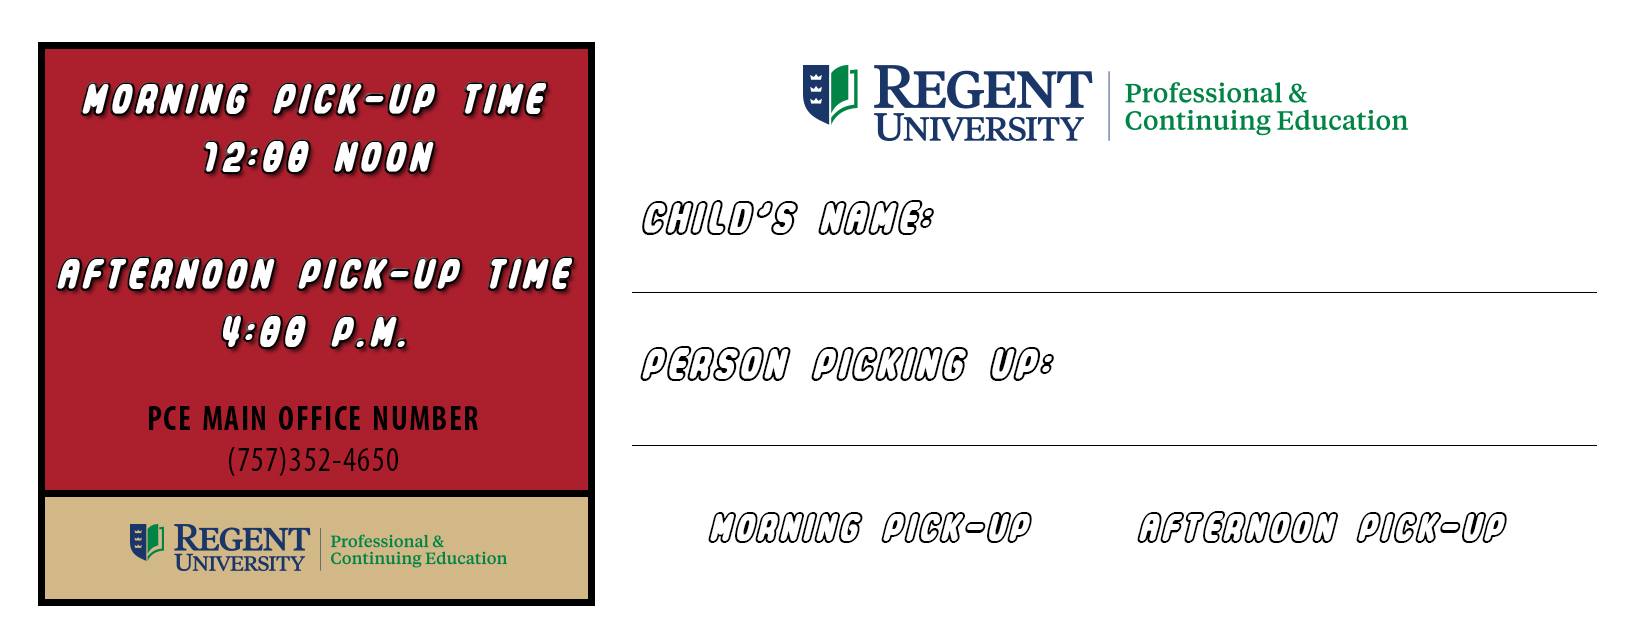 MORNING PICK-UP TIME
12:00 NOON
AFTERNOON PICK-UP TIME
4:00 P.M.
PCE MAIN OFFICE NUMBER
(757)352-4650
REGENT
UNIVERSITY
Professional &
Continuing Education
REGENT
UNIVERSITY
Professional &
Continuing Education
CHILD'S NAME:
PERSON PICKING UP:
MORNING PICK-UP
AFTERNOON PICK-UP